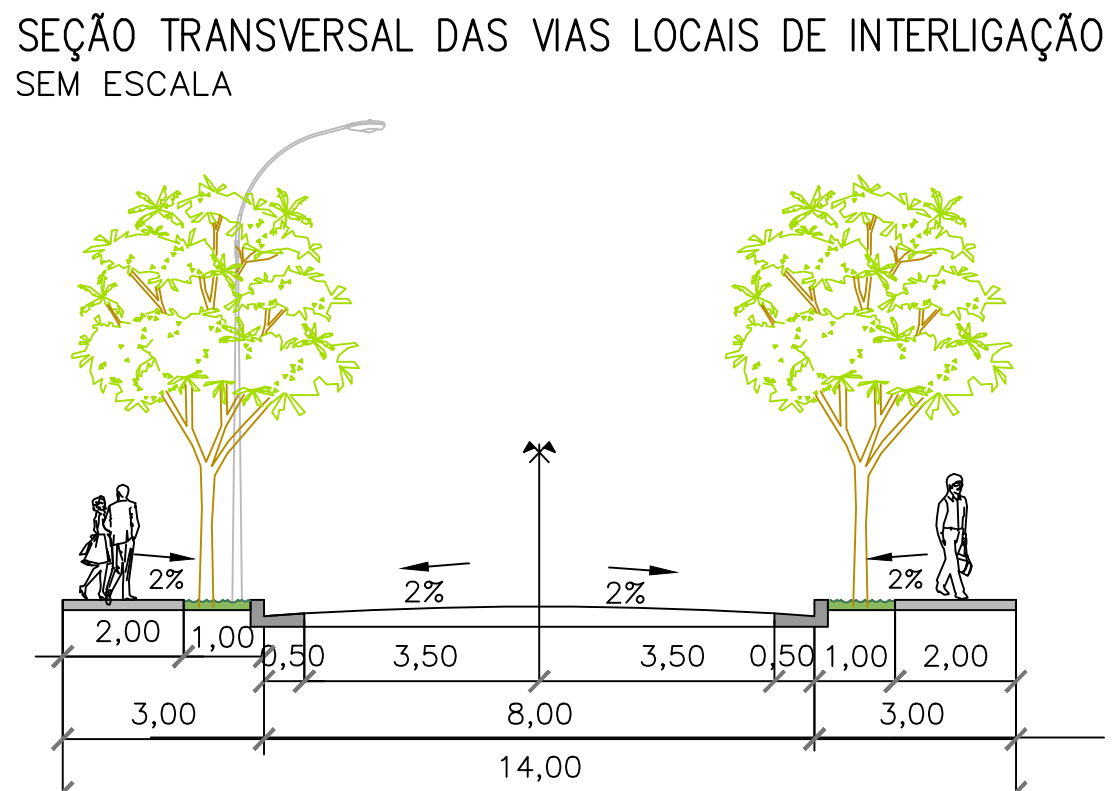 SEÇÃO TRANSVERSAL DAS VIAS LOCAIS DE INTERLIGAÇÃO
SEM ESCALA
2% 2% 2% 2%
2,00 1,00 0,50 3,50 3,50 0,50 1,00 2,00
3,00 8,00 3,00
14,00